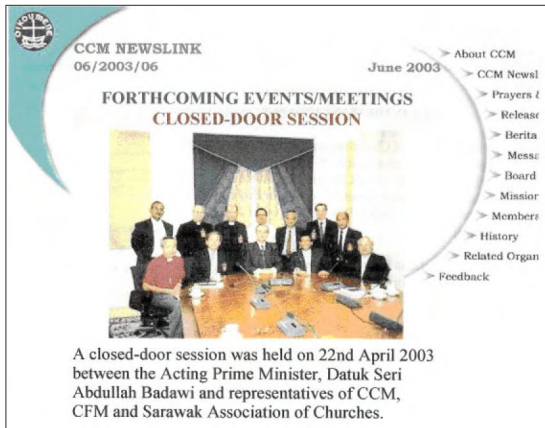 OIKOUMENE
CCM NEWSLINK
06/2003/06
June 2003
FORTHCOMING EVENTS/MEETINGS
CLOSED-DOOR SESSION
About CCM
CCM Newsl
Prayers &
Release
Berita
Messa
Board
Mission
Members
History
Related Organ
Feedback
A closed-door session was held on 22nd April 2003
between the Acting Prime Minister, Datuk Seri
Abdullah Badawi and representatives of CCM,
CFM and Sarawak Association of Churches.